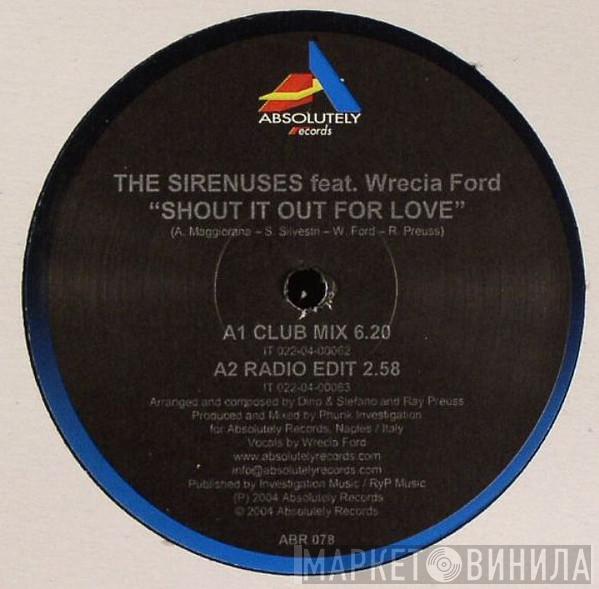 ABSOLUTELY
records
THE SIRENUSES feat. Wrecia Ford
“SHOUT IT OUT FOR LOVE”
(A. Maggiorana – S. Silvestri – W. Ford – R. Preuss)
A1 CLUB MIX 6.20
IT 022-04-00062
A2 RADIO EDIT 2.58
IT 022-04-00063
Arranged and composed by Dino & Stefano and Ray Preuss
Produced and Mixed by Phunk Investigation
for Absolutely Records, Naples / Italy
Vocals by Wrecia Ford
www.absolutelyrecords.com
info@absolutelyrecords.com
Published by Investigation Music / RyP Music
(P) 2004 Absolutely Records
© 2004 Absolutely Records
ABR 078
МАРКЕТ ВИНИЛА